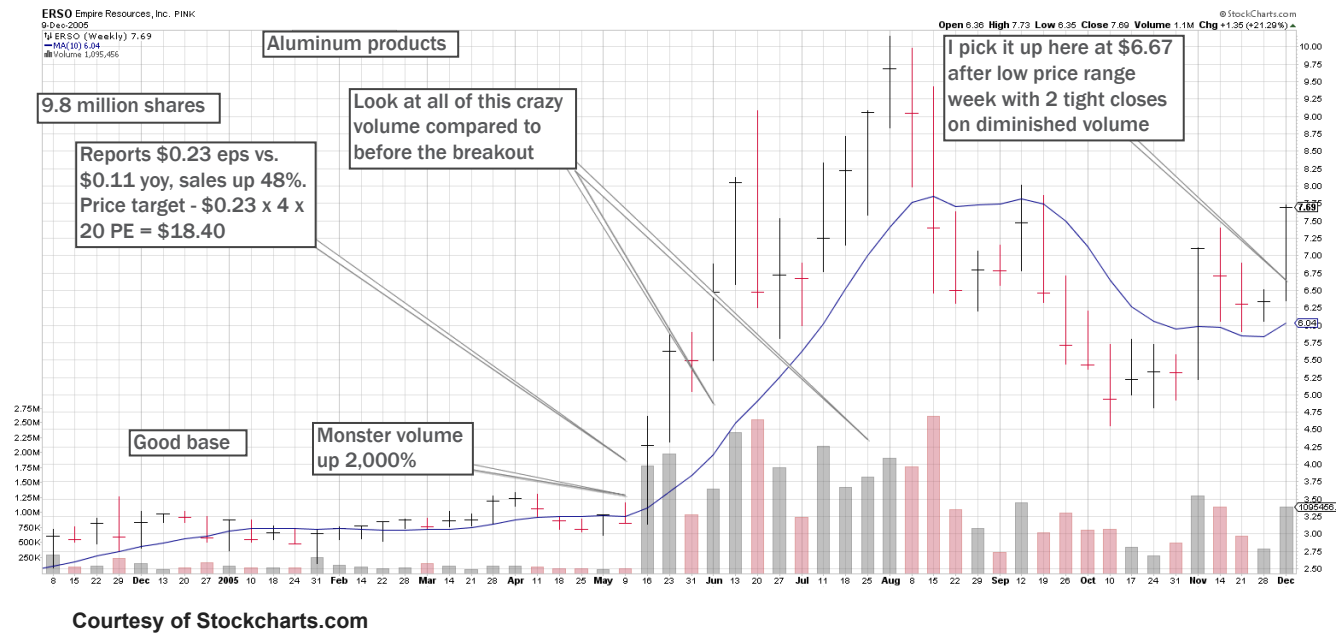 ERSO Empire Resources, Inc. PINK
© StockCharts.com
9-Dec-2005
Open 6.36 High 7.73 Low 6.35 Close 7.69 Volume 1.1M Chg +1.35 (+21.29%)
ERSO (Weekly) 7.69
MA(10) 6.04
Volume 1,095,456
Aluminum products
I pick it up here at $6.67
after low price range
week with 2 tight closes
on diminished volume
9.8 million shares
Look at all of this crazy
volume compared to
before the breakout
Reports $0.23 eps vs.
$0.11 yoy, sales up 48%.
Price target - $0.23 x 4 x
20 PE = $18.40
Good base
Monster volume
up 2,000%
10.00
9.75
9.50
9.25
9.00
8.75
8.50
8.25
8.00
7.75
7.69
7.50
7.25
7.00
6.75
6.50
6.25
6.04
5.75
5.50
5.25
5.00
4.75
4.50
4.25
4.00
3.75
3.50
1095466
3.25
3.00
2.75
2.50
2.75M
2.50M
2.25M
2.00M
1.75M
1.50M
1.25M
1.00M
750K
500K
250K
8 15 22 29 Dec 13 20 27 2005 10 18 24 31 Feb 14 22 28 Mar 14 21 28 Apr 11 18 25 May 9 16 23 31 Jun 13 20 27 Jul 11 18 25 Aug 8 15 22 29 Sep 12 19 26 Oct 10 17 24 31 Nov 14 21 28 Dec
Courtesy of Stockcharts.com